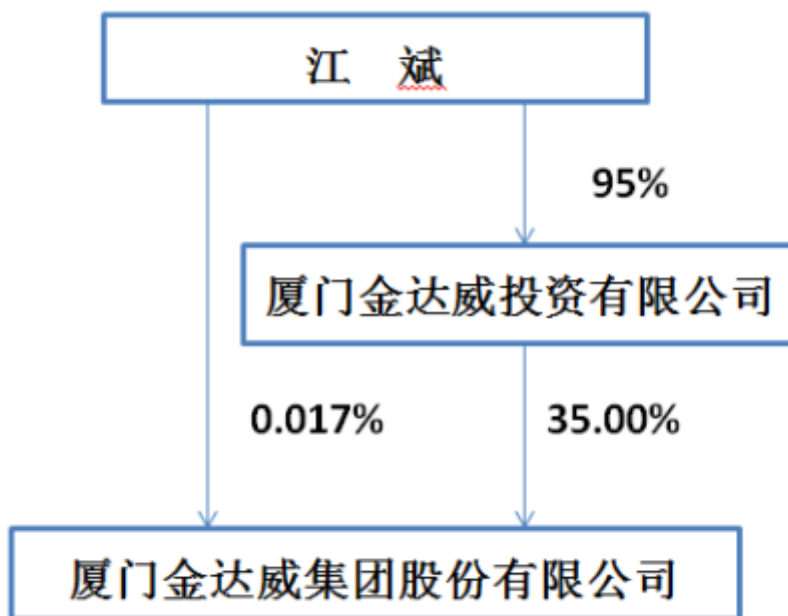 江 斌
95%
厦门金达威投资有限公司
0.017%
35.00%
厦门金达威集团股份有限公司